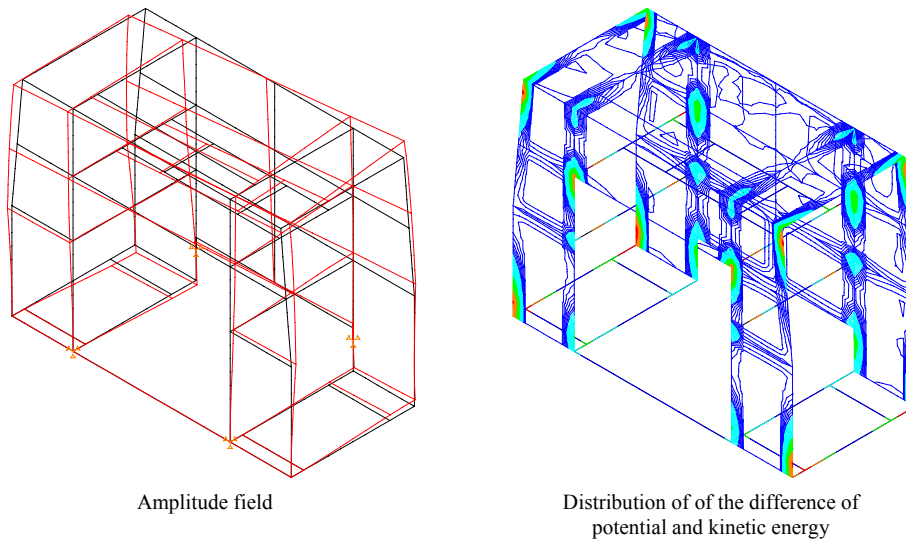 Amplitude field
Distribution of of the difference of
potential and kinetic energy